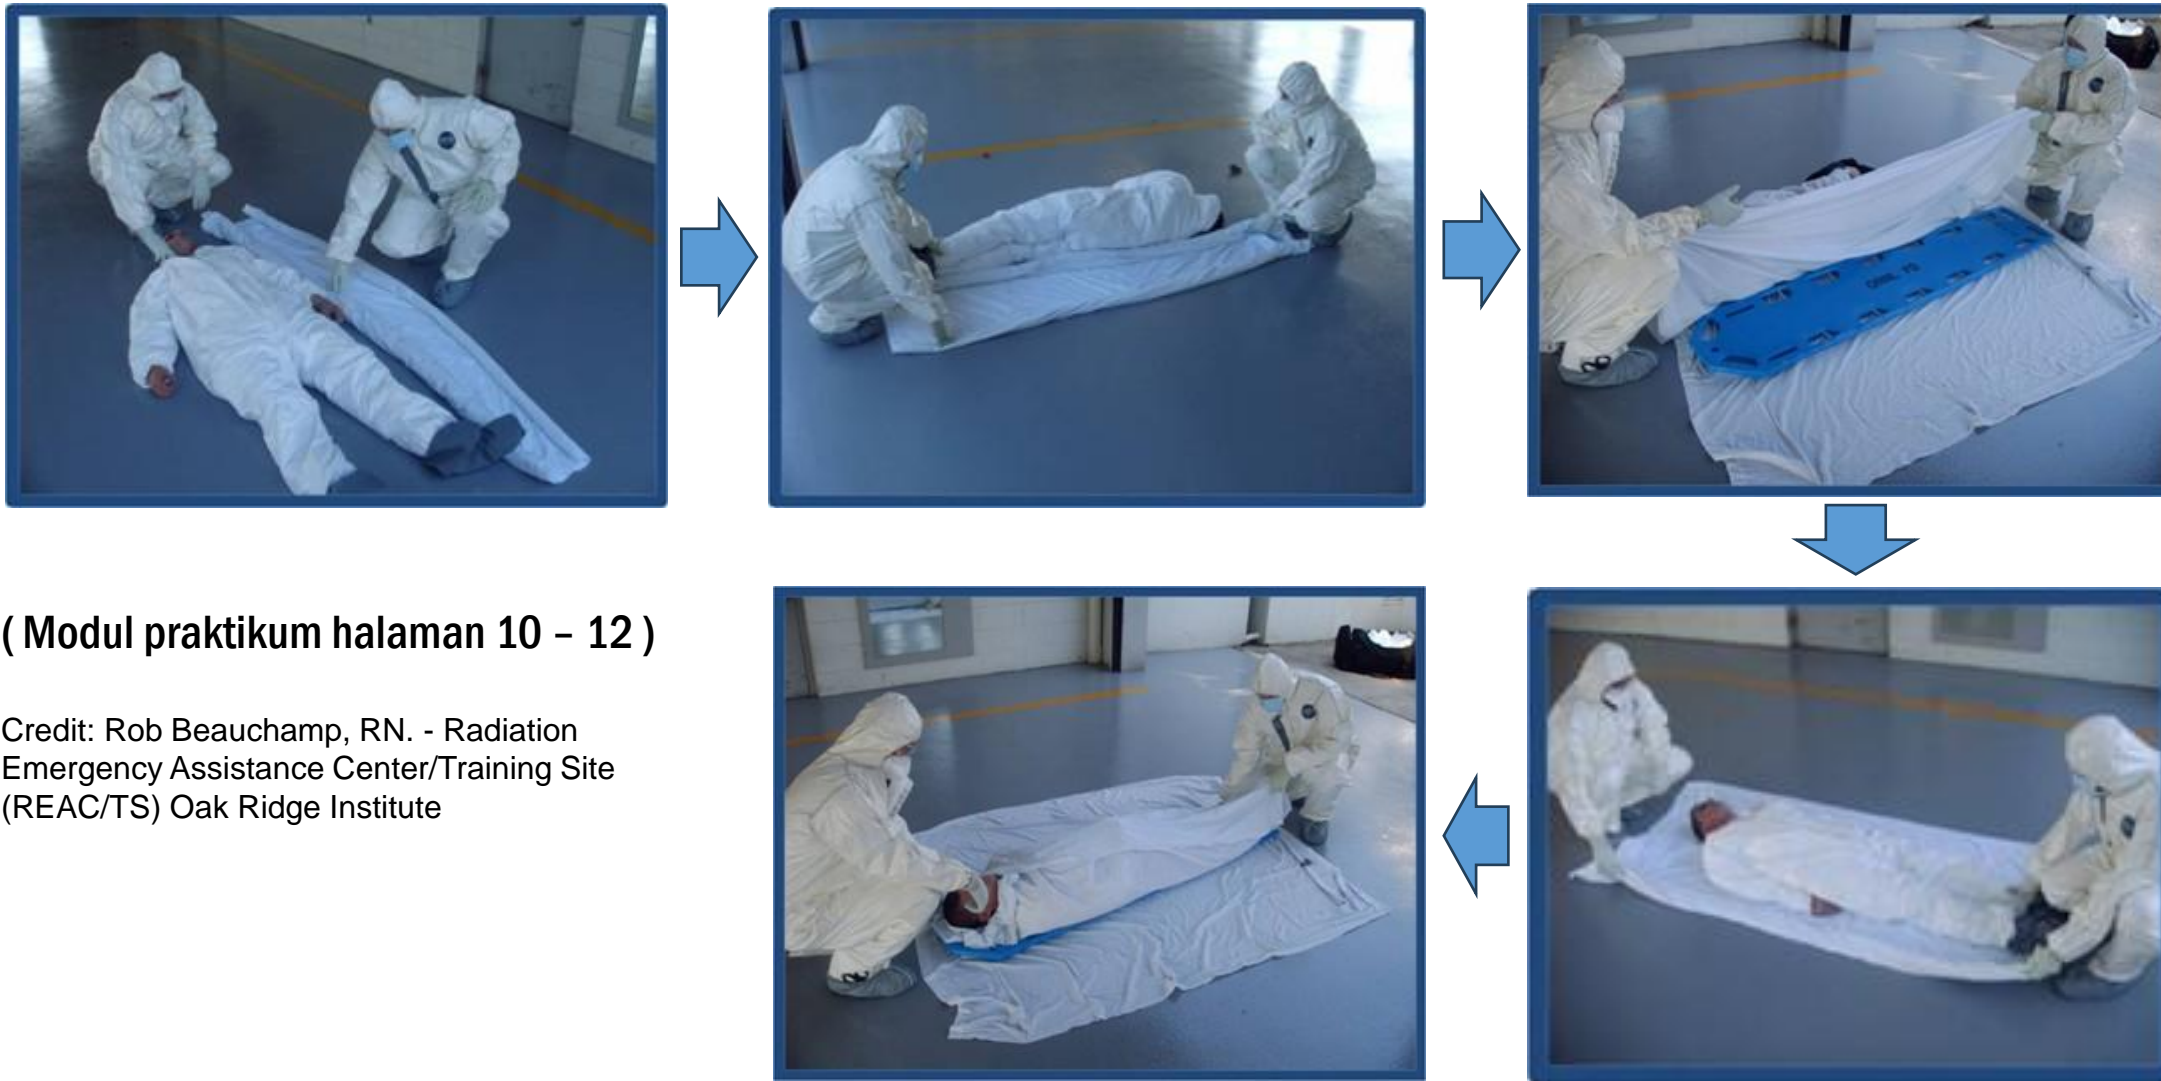 ( Modul praktikum halaman 10 – 12 )
Credit: Rob Beauchamp, RN. - Radiation
Emergency Assistance Center/Training Site
(REAC/TS) Oak Ridge Institute